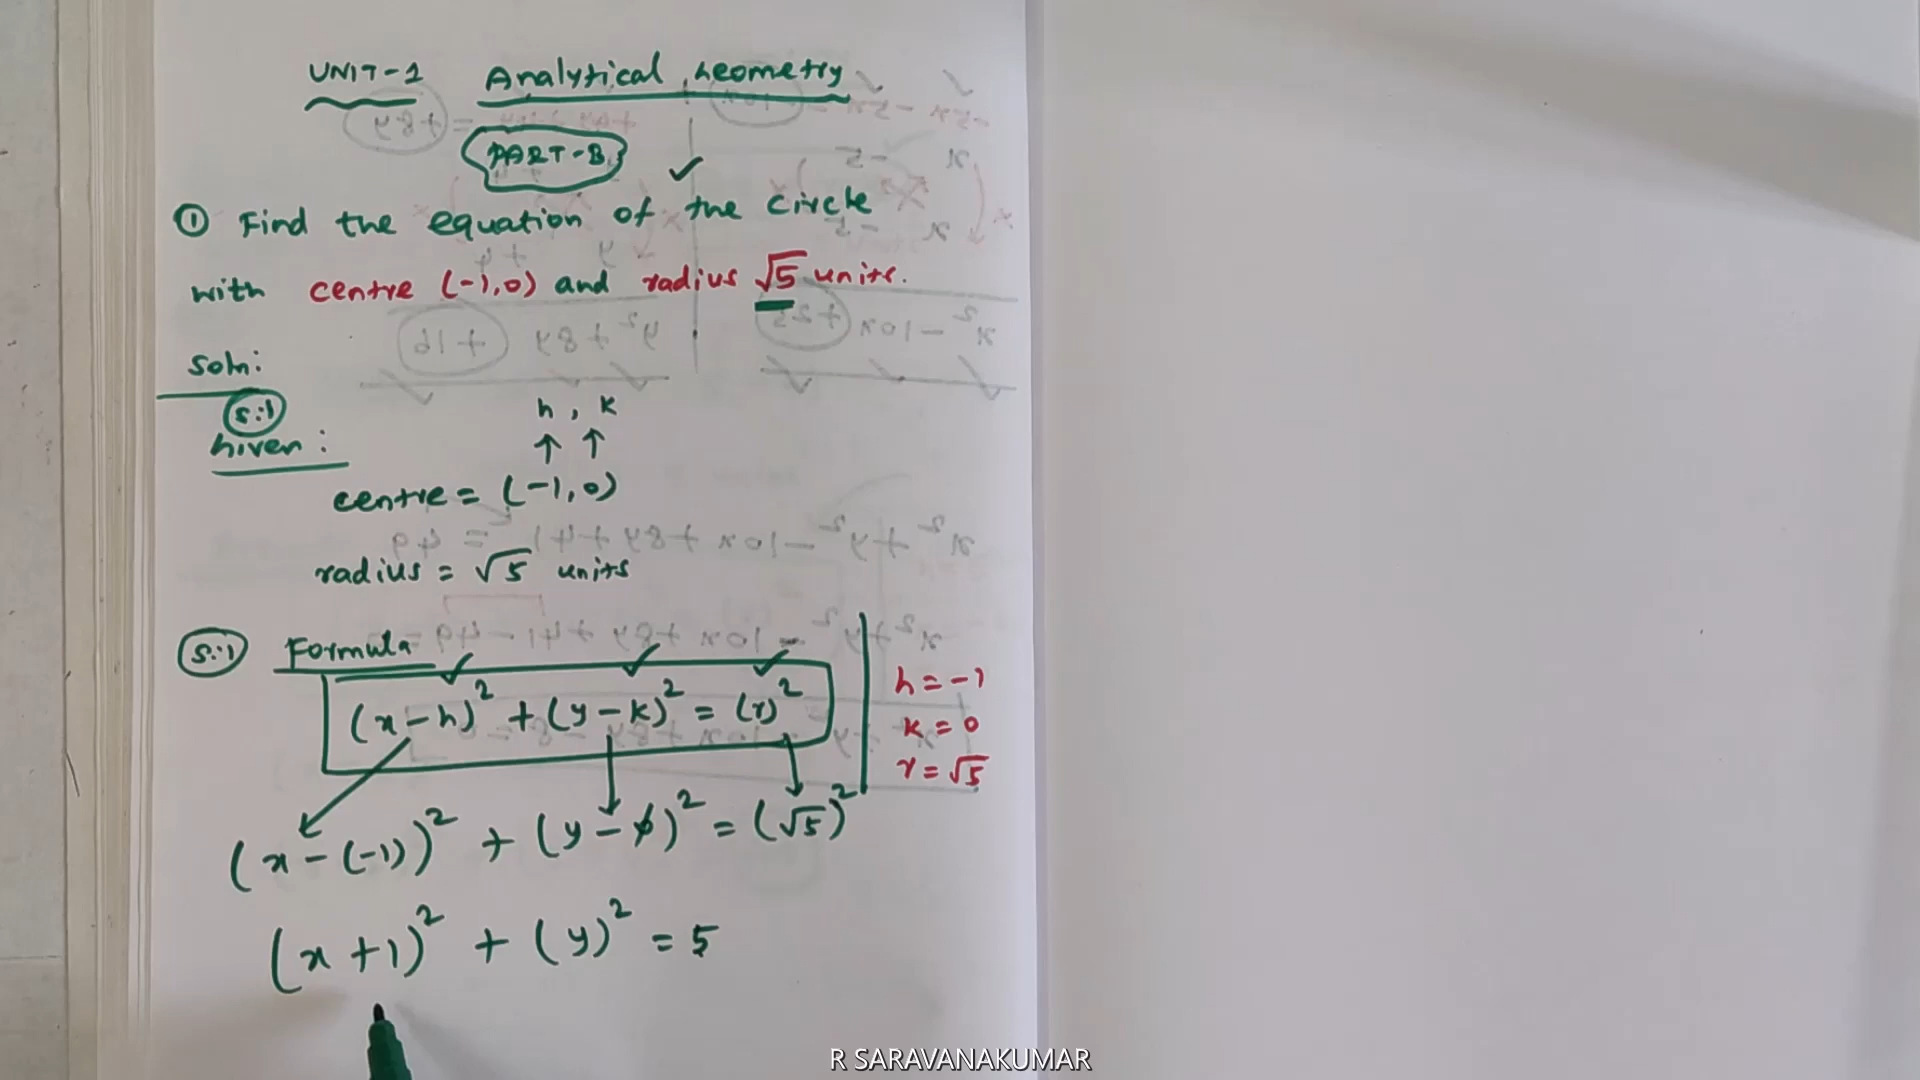 UNIT-1 Analytical Geometry
PART-B
① Find the equation of the circle
with centre (-1,0) and radius √5 units.
Soln:
S:1
Given:
h, k
↑ ↑
centre = (-1,0)
radius = √5 units
S:1 Formula
(x-h)² + (y-k)² = (r)²
h = -1
k = 0
r = √5
(x-(-1))² + (y-0)² = (√5)²
(x+1)² + (y)² = 5
R SARAVANAKUMAR